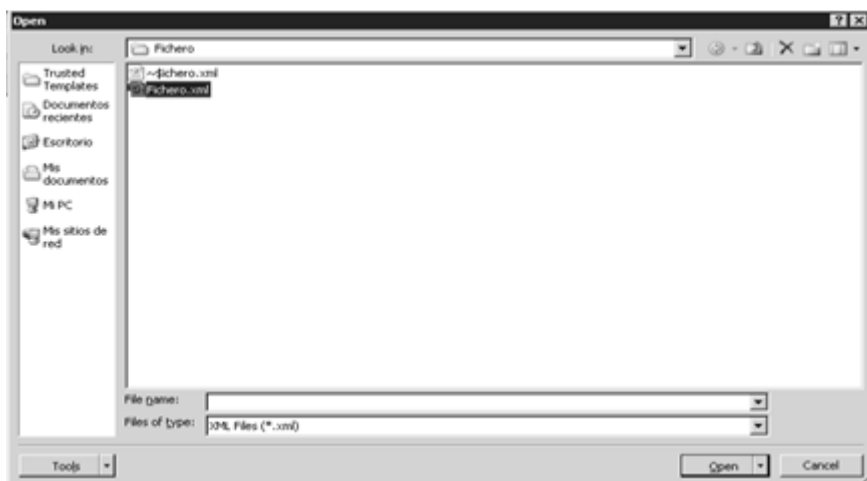 Open
Look in:
Fichero
Trusted
Templates
Documentos
recientes
Escritorio
Mis
documentos
Mi PC
Mis sitios de
red
~$ichero.xml
Fichero.xml
File name:
Files of type:
XML Files (*.xml)
Tools
Open
Cancel